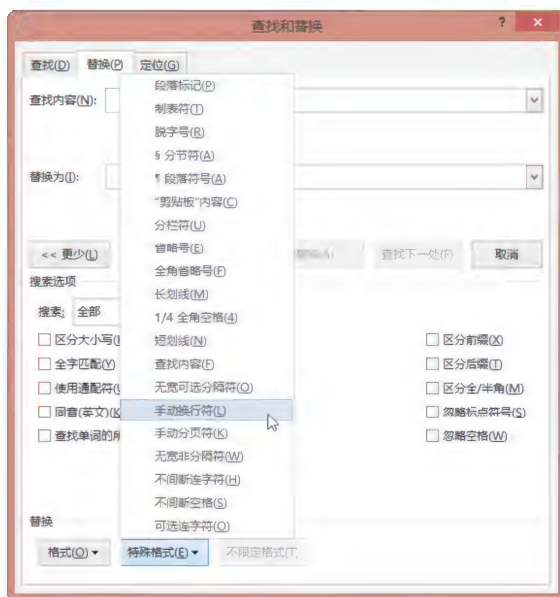 查找和替换
? ×
查找(D) 替换(P) 定位(G)
段落标记(P)
查找内容(N):
制表符(T)
脱字号(R)
§ 分节符(A)
替换为(I):
¶ 段落符号(A)
"剪贴板"内容(C)
分栏符(U)
<< 更少(L)
省略号(E)
查找下一处(F)
取消
全角省略号(F)
搜索选项
长划线(M)
搜索: 全部
1/4 全角空格(4)
区分大小写(
短划线(N)
区分前缀(X)
全字匹配(Y)
查找内容(F)
区分后缀(T)
使用通配符(
无宽可选分隔符(O)
区分全/半角(M)
同音(英文)(K
手动换行符(L)
忽略标点符号(S)
查找单词的所
手动分页符(K)
忽略空格(W)
无宽非分隔符(W)
不间断连字符(H)
不间断空格(S)
替换
可选连字符(O)
格式(O) 特殊格式(E) 不限定格式(T)